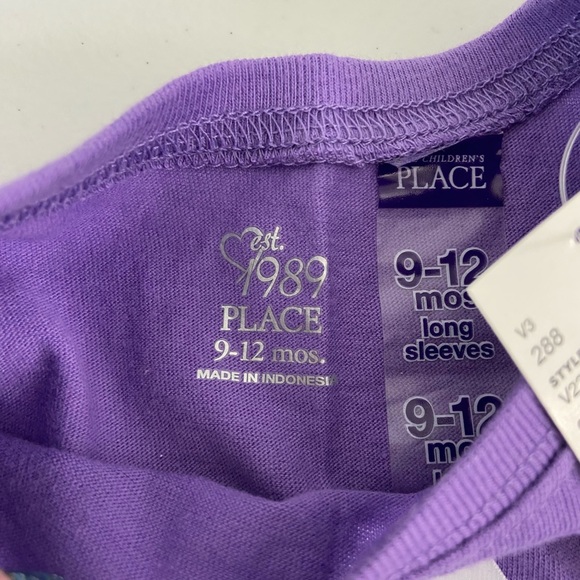 est.
1989
PLACE
9-12 mos.
MADE IN INDONESIA
CHILDREN'S
PLACE
9-12
mos
long
sleeves
9-12
V3
288